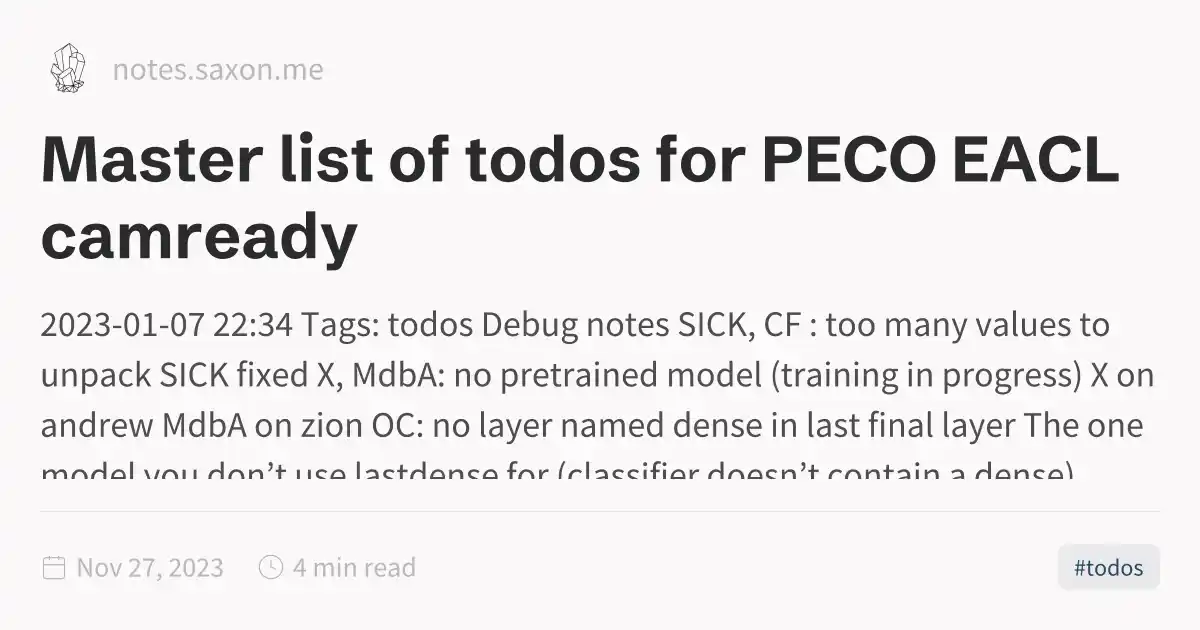 notes.saxon.me
Master list of todos for PECO EACL
camready
2023-01-07 22:34 Tags: todos Debug notes SICK, CF : too many values to
unpack SICK fixed X, MdbA: no pretrained model (training in progress) X on
andrew MdbA on zion OC: no layer named dense in last final layer The one
model you don’t use lastdense for (classifier doesn’t contain a dense)
Nov 27, 2023
4 min read
#todos